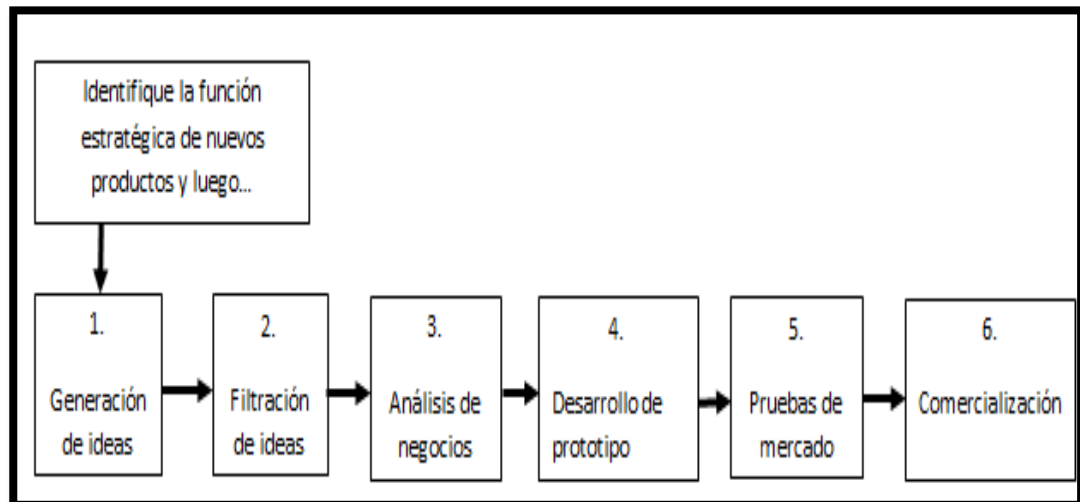 Identifique la función
estratégica de nuevos
productos y luego...
1.
Generación
de ideas
2.
Filtración
de ideas
3.
Análisis de
negocios
4.
Desarrollo de
prototipo
5.
Pruebas de
mercado
6.
Comercialización